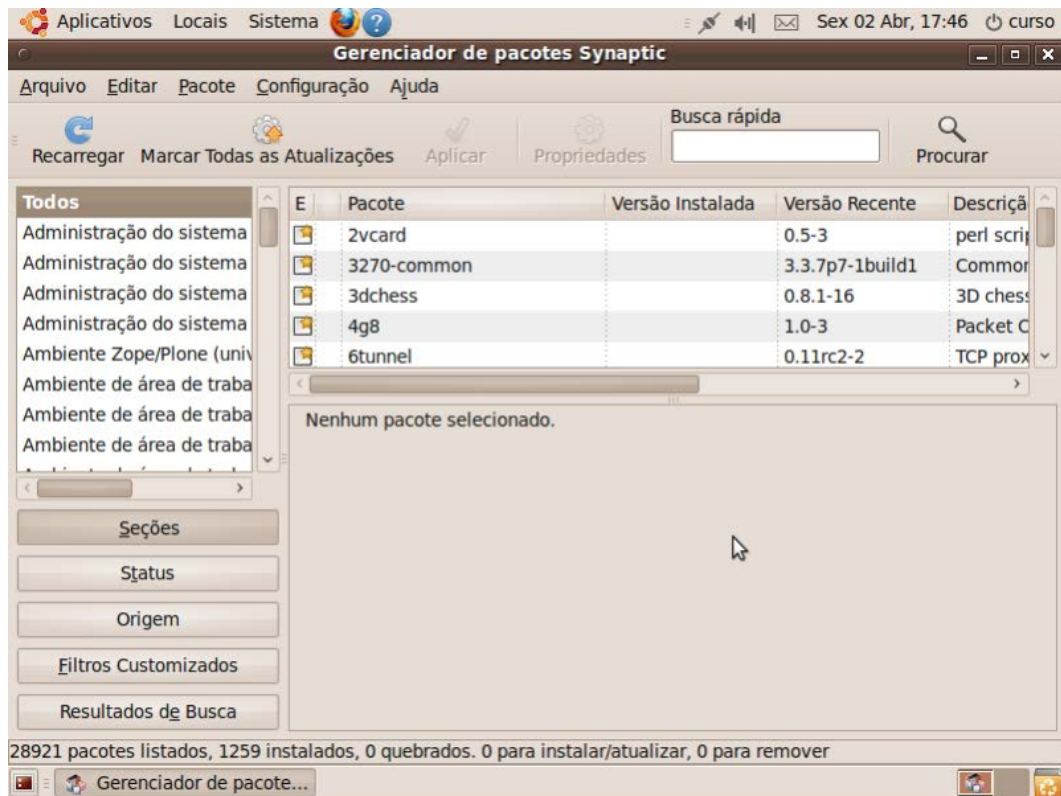 Aplicativos Locais Sistema ? Sex 02 Abr, 17:46 curso
Gerenciador de pacotes Synaptic
Arquivo Editar Pacote Configuração Ajuda
Busca rápida
Recarregar Marcar Todas as Atualizações Aplicar Propriedades Procurar
Todos
Administração do sistema
Administração do sistema
Administração do sistema
Administração do sistema
Ambiente Zope/Plone (univ
Ambiente de área de traba
Ambiente de área de traba
Ambiente de área de traba
E Pacote Versão Instalada Versão Recente Descriçã
2vcard 0.5-3 perl scrip
3270-common 3.3.7p7-1build1 Common
3dchess 0.8.1-16 3D chess
4g8 1.0-3 Packet C
6tunnel 0.11rc2-2 TCP prox
Nenhum pacote selecionado.
Seções
Status
Origem
Filtros Customizados
Resultados de Busca
28921 pacotes listados, 1259 instalados, 0 quebrados. 0 para instalar/atualizar, 0 para remover
Gerenciador de pacote...